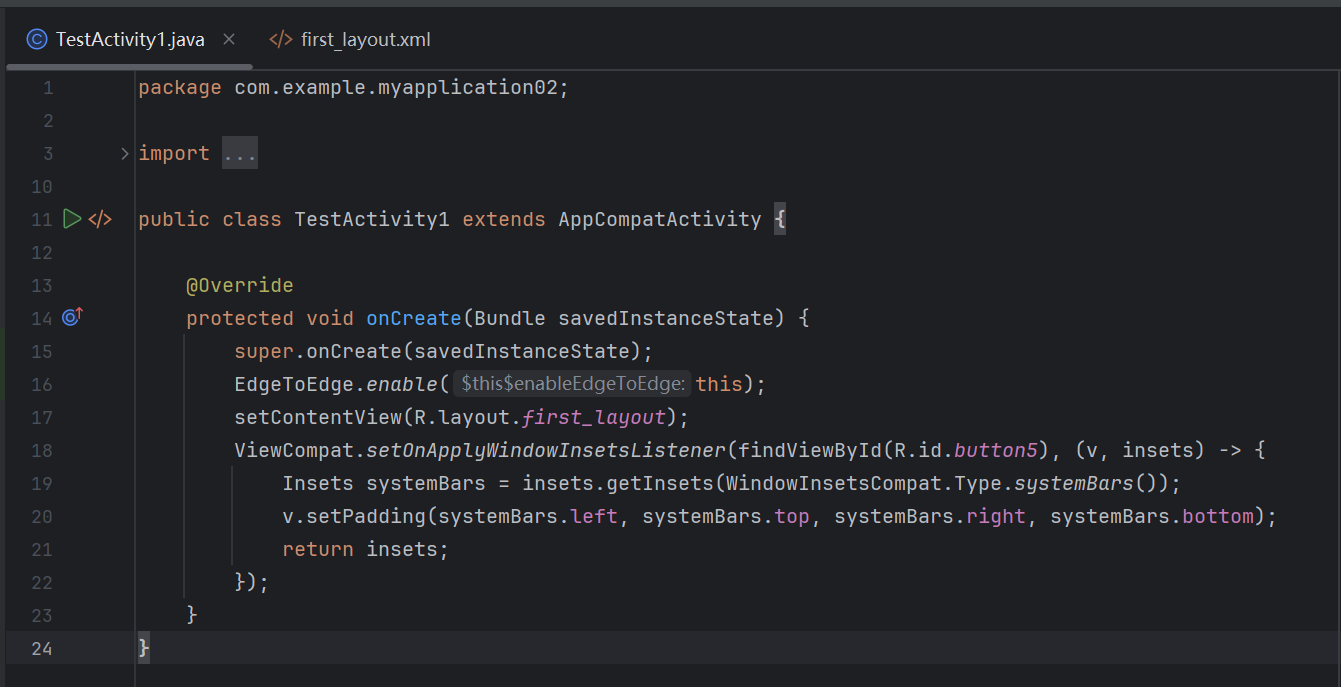 TestActivity1.java
first_layout.xml
1 package com.example.myapplication02;
2
3 import ...
10
11 public class TestActivity1 extends AppCompatActivity {
12
13 @Override
14 protected void onCreate(Bundle savedInstanceState) {
15 super.onCreate(savedInstanceState);
16 EdgeToEdge.enable( $this$enableEdgeToEdge: this);
17 setContentView(R.layout.first_layout);
18 ViewCompat.setOnApplyWindowInsetsListener(findViewById(R.id.button5), (v, insets) -> {
19 Insets systemBars = insets.getInsets(WindowInsetsCompat.Type.systemBars());
20 v.setPadding(systemBars.left, systemBars.top, systemBars.right, systemBars.bottom);
21 return insets;
22 });
23 }
24 }